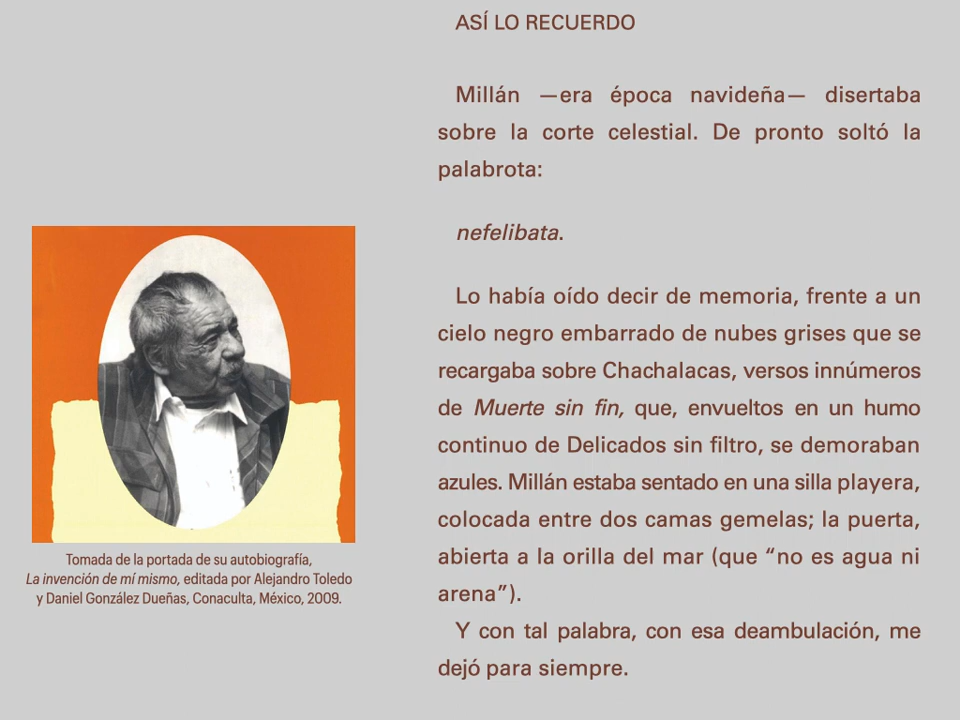 ASÍ LO RECUERDO
Millán —era época navideña— disertaba
sobre la corte celestial. De pronto soltó la
palabrota:
nefelibata.
Lo había oído decir de memoria, frente a un
cielo negro embarrado de nubes grises que se
recargaba sobre Chachalacas, versos innúmeros
de Muerte sin fin, que, envueltos en un humo
continuo de Delicados sin filtro, se demoraban
azules. Millán estaba sentado en una silla playera,
colocada entre dos camas gemelas; la puerta,
abierta a la orilla del mar (que “no es agua ni
arena”).
Y con tal palabra, con esa deambulación, me
dejó para siempre.
Tomada de la portada de su autobiografía,
La invención de mí mismo, editada por Alejandro Toledo
y Daniel González Dueñas, Conaculta, México, 2009.